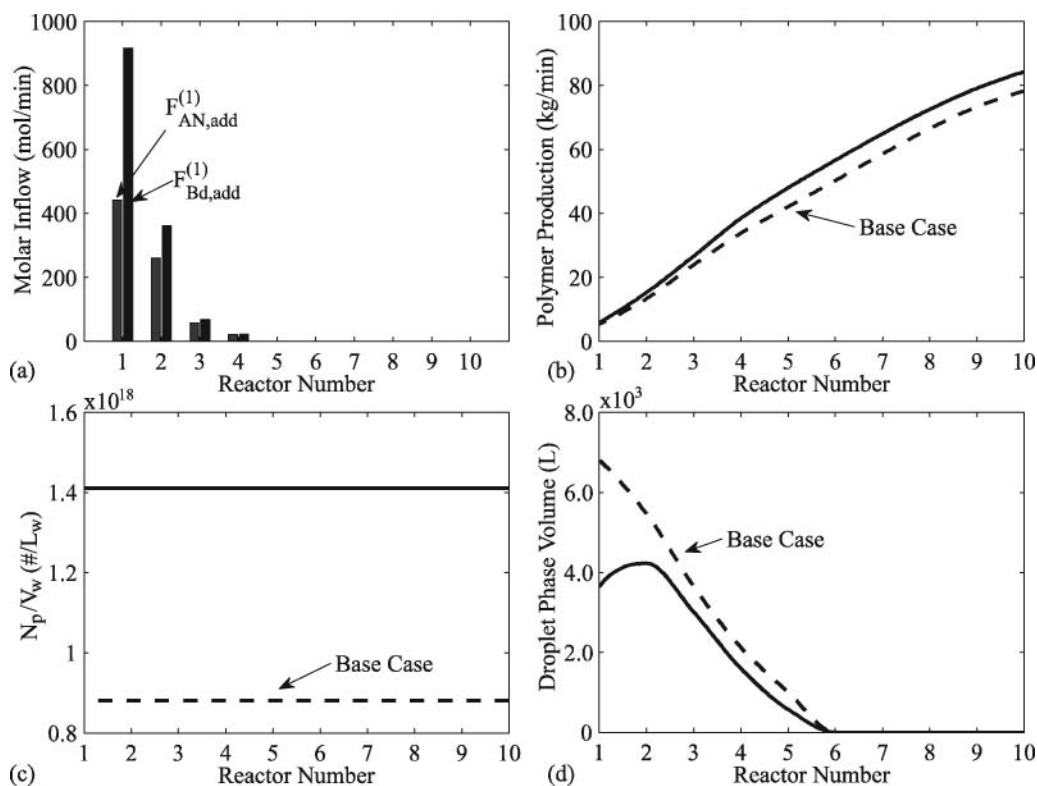 1000
800
600
400
200
0
Molar Inflow (mol/min)
F(1)AN,add
F(1)Bd,add
1 2 3 4 5 6 7 8 9 10
(a)
Reactor Number
100
80
60
40
20
0
Polymer Production (kg/min)
Base Case
1 2 3 4 5 6 7 8 9 10
(b)
Reactor Number
x10^18
1.6
1.4
1.2
1
0.8
Np/Vw (#/Lw)
Base Case
1 2 3 4 5 6 7 8 9 10
(c)
Reactor Number
x10^3
8.0
6.0
4.0
2.0
0.0
Droplet Phase Volume (L)
Base Case
1 2 3 4 5 6 7 8 9 10
(d)
Reactor Number